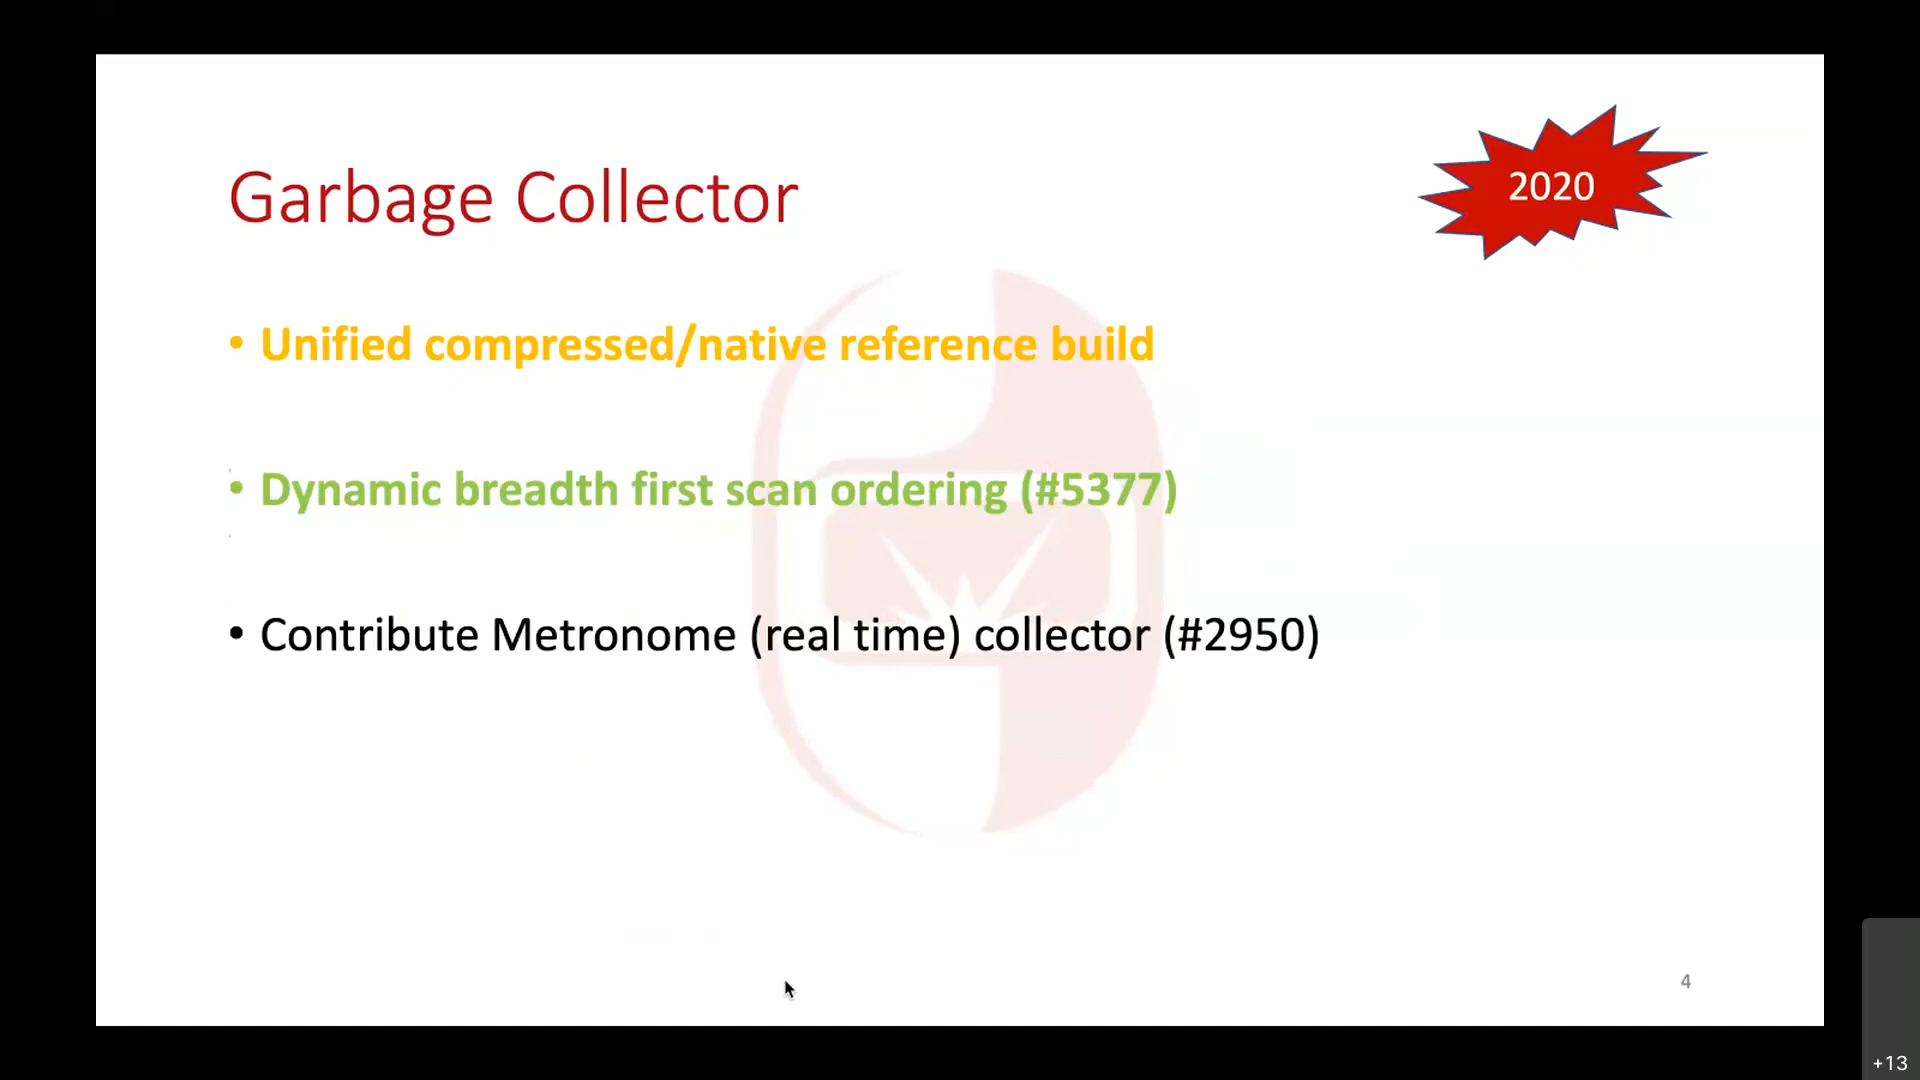 Garbage Collector
2020
• Unified compressed/native reference build
• Dynamic breadth first scan ordering (#5377)
• Contribute Metronome (real time) collector (#2950)
4
+13